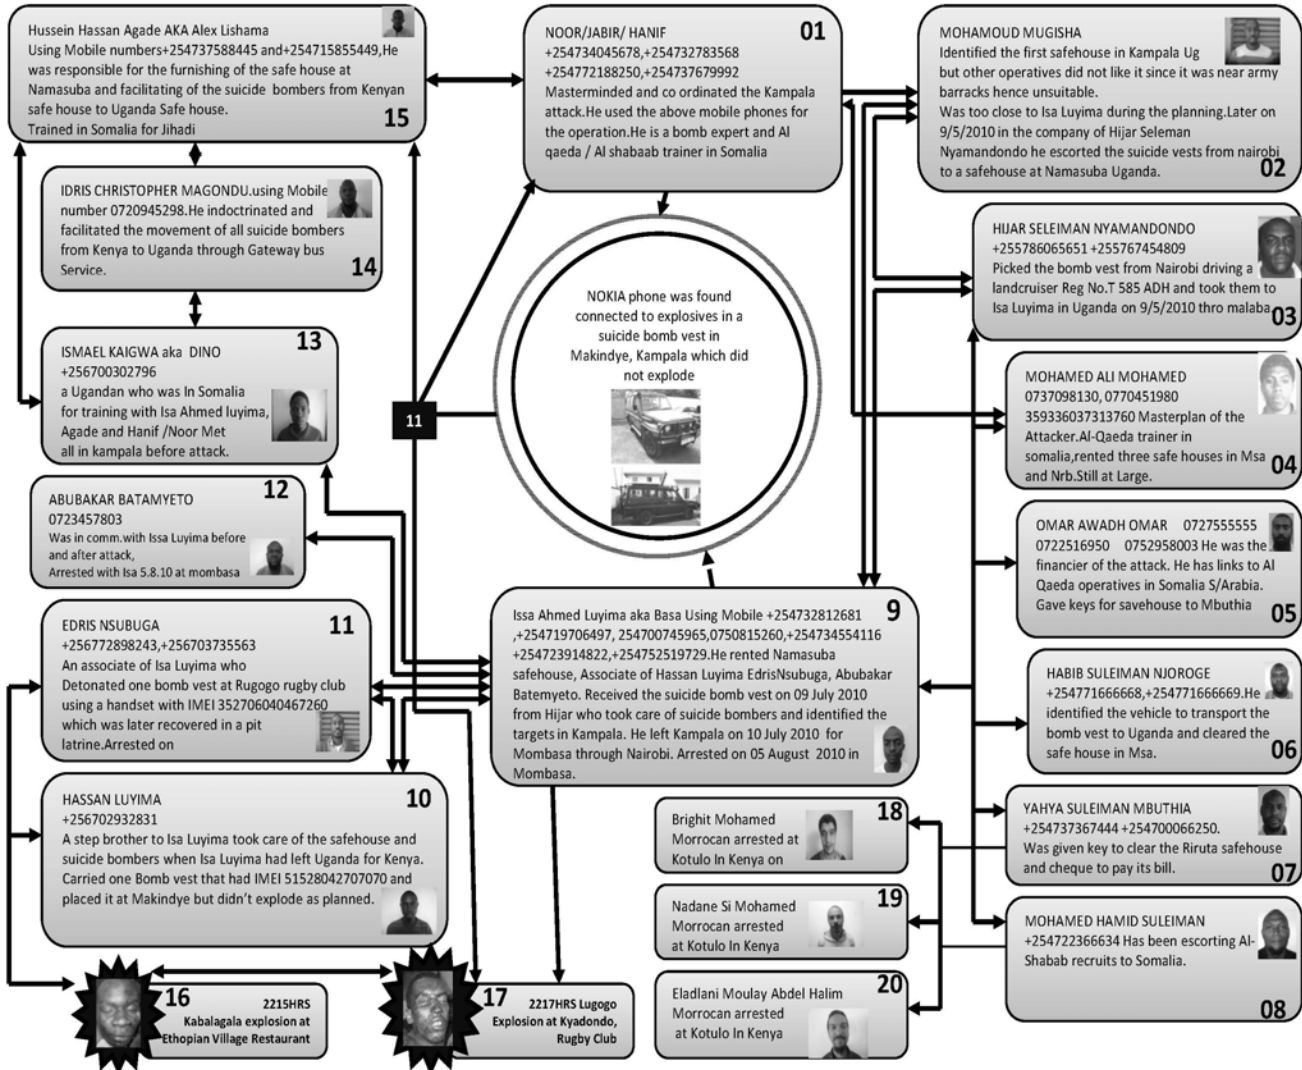 Hussein Hassan Agade AKA Alex Lishama
Using Mobile numbers+254737588445 and+254715855449,He
was responsible for the furnishing of the safe house at
Namasuba and facilitating of the suicide bombers from Kenyan
safe house to Uganda Safe house.
Trained in Somalia for Jihadi
15
NOOR/JABIR/ HANIF
01
+254734045678,+254732783568
+254772188250,+254737679992
Masterminded and co ordinated the Kampala
attack.He used the above mobile phones for
the operation.He is a bomb expert and Al
qaeda / Al shabaab trainer in Somalia
MOHAMOUD MUGISHA
Identified the first safehouse in Kampala Ug
but other operatives did not like it since it was near army
barracks hence unsuitable.
Was too close to Isa Luyima during the planning.Later on
9/5/2010 in the company of Hijar Seleman
Nyamandondo he escorted the suicide vests from nairobi
to a safehouse at Namasuba Uganda.
02
IDRIS CHRISTOPHER MAGONDU.using Mobile
number 0720945298.He indoctrinated and
facilitated the movement of all suicide bombers
from Kenya to Uganda through Gateway bus
Service.
14
HIJAR SELEIMAN NYAMANDONDO
+255786065651 +255767454809
Picked the bomb vest from Nairobi driving a
landcruiser Reg No.T 585 ADH and took them to
Isa Luyima in Uganda on 9/5/2010 thro malaba.
03
NOKIA phone was found
connected to explosives in a
suicide bomb vest in
Makindye, Kampala which did
not explode
11
13
ISMAEL KAIGWA aka DINO
+256700302796
a Ugandan who was In Somalia
for training with Isa Ahmed luyima,
Agade and Hanif /Noor Met
all in kampala before attack.
MOHAMED ALI MOHAMED
0737098130, 0770451980
359336037313760 Masterplan of the
Attacker.Al-Qaeda trainer in
somalia,rented three safe houses in Msa
and Nrb.Still at Large.
04
12
ABUBAKAR BATAMYETO
0723457803
Was in comm.with Issa Luyima before
and after attack,
Arrested with Isa 5.8.10 at mombasa
OMAR AWADH OMAR 0727555555
0722516950 0752958003 He was the
financier of the attack. He has links to Al
Qaeda operatives in Somalia S/Arabia.
Gave keys for savehouse to Mbuthia
05
EDRIS NSUBUGA
11
+256772898243,+256703735563
An associate of Isa Luyima who
Detonated one bomb vest at Rugogo rugby club
using a handset with IMEI 352706040467260
which was later recovered in a pit
latrine.Arrested on
Issa Ahmed Luyima aka Basa Using Mobile +254732812681
9
,+254719706497, 254700745965,0750815260,+254734554116
+254723914822,+254752519729.He rented Namasuba
safehouse, Associate of Hassan Luyima EdrisNsubuga, Abubakar
Batemyeto. Received the suicide bomb vest on 09 July 2010
from Hijar who took care of suicide bombers and identified the
targets in Kampala. He left Kampala on 10 July 2010 for
Mombasa through Nairobi. Arrested on 05 August 2010 in
Mombasa.
HABIB SULEIMAN NJOROGE
+254771666668,+254771666669.He
identified the vehicle to transport the
bomb vest to Uganda and cleared the
safe house in Msa.
06
HASSAN LUYIMA
10
+256702932831
A step brother to Isa Luyima took care of the safehouse and
suicide bombers when Isa Luyima had left Uganda for Kenya.
Carried one Bomb vest that had IMEI 51528042707070 and
placed it at Makindye but didn't explode as planned.
YAHYA SULEIMAN MBUTHIA
+254737367444 +254700066250.
Was given key to clear the Riruta safehouse
and cheque to pay its bill.
07
Brighit Mohamed
Morrocan arrested at
Kotulo In Kenya on
18
Nadane Si Mohamed
Morrocan arrested
at Kotulo In Kenya
19
MOHAMED HAMID SULEIMAN
+254722366634 Has been escorting Al-
Shabab recruits to Somalia.
08
Eladlani Moulay Abdel Halim
Morrocan arrested
at Kotulo In Kenya
20
16
2215HRS
Kabalagala explosion at
Ethopian Village Restaurant
17
2217HRS Lugogo
Explosion at Kyadondo,
Rugby Club